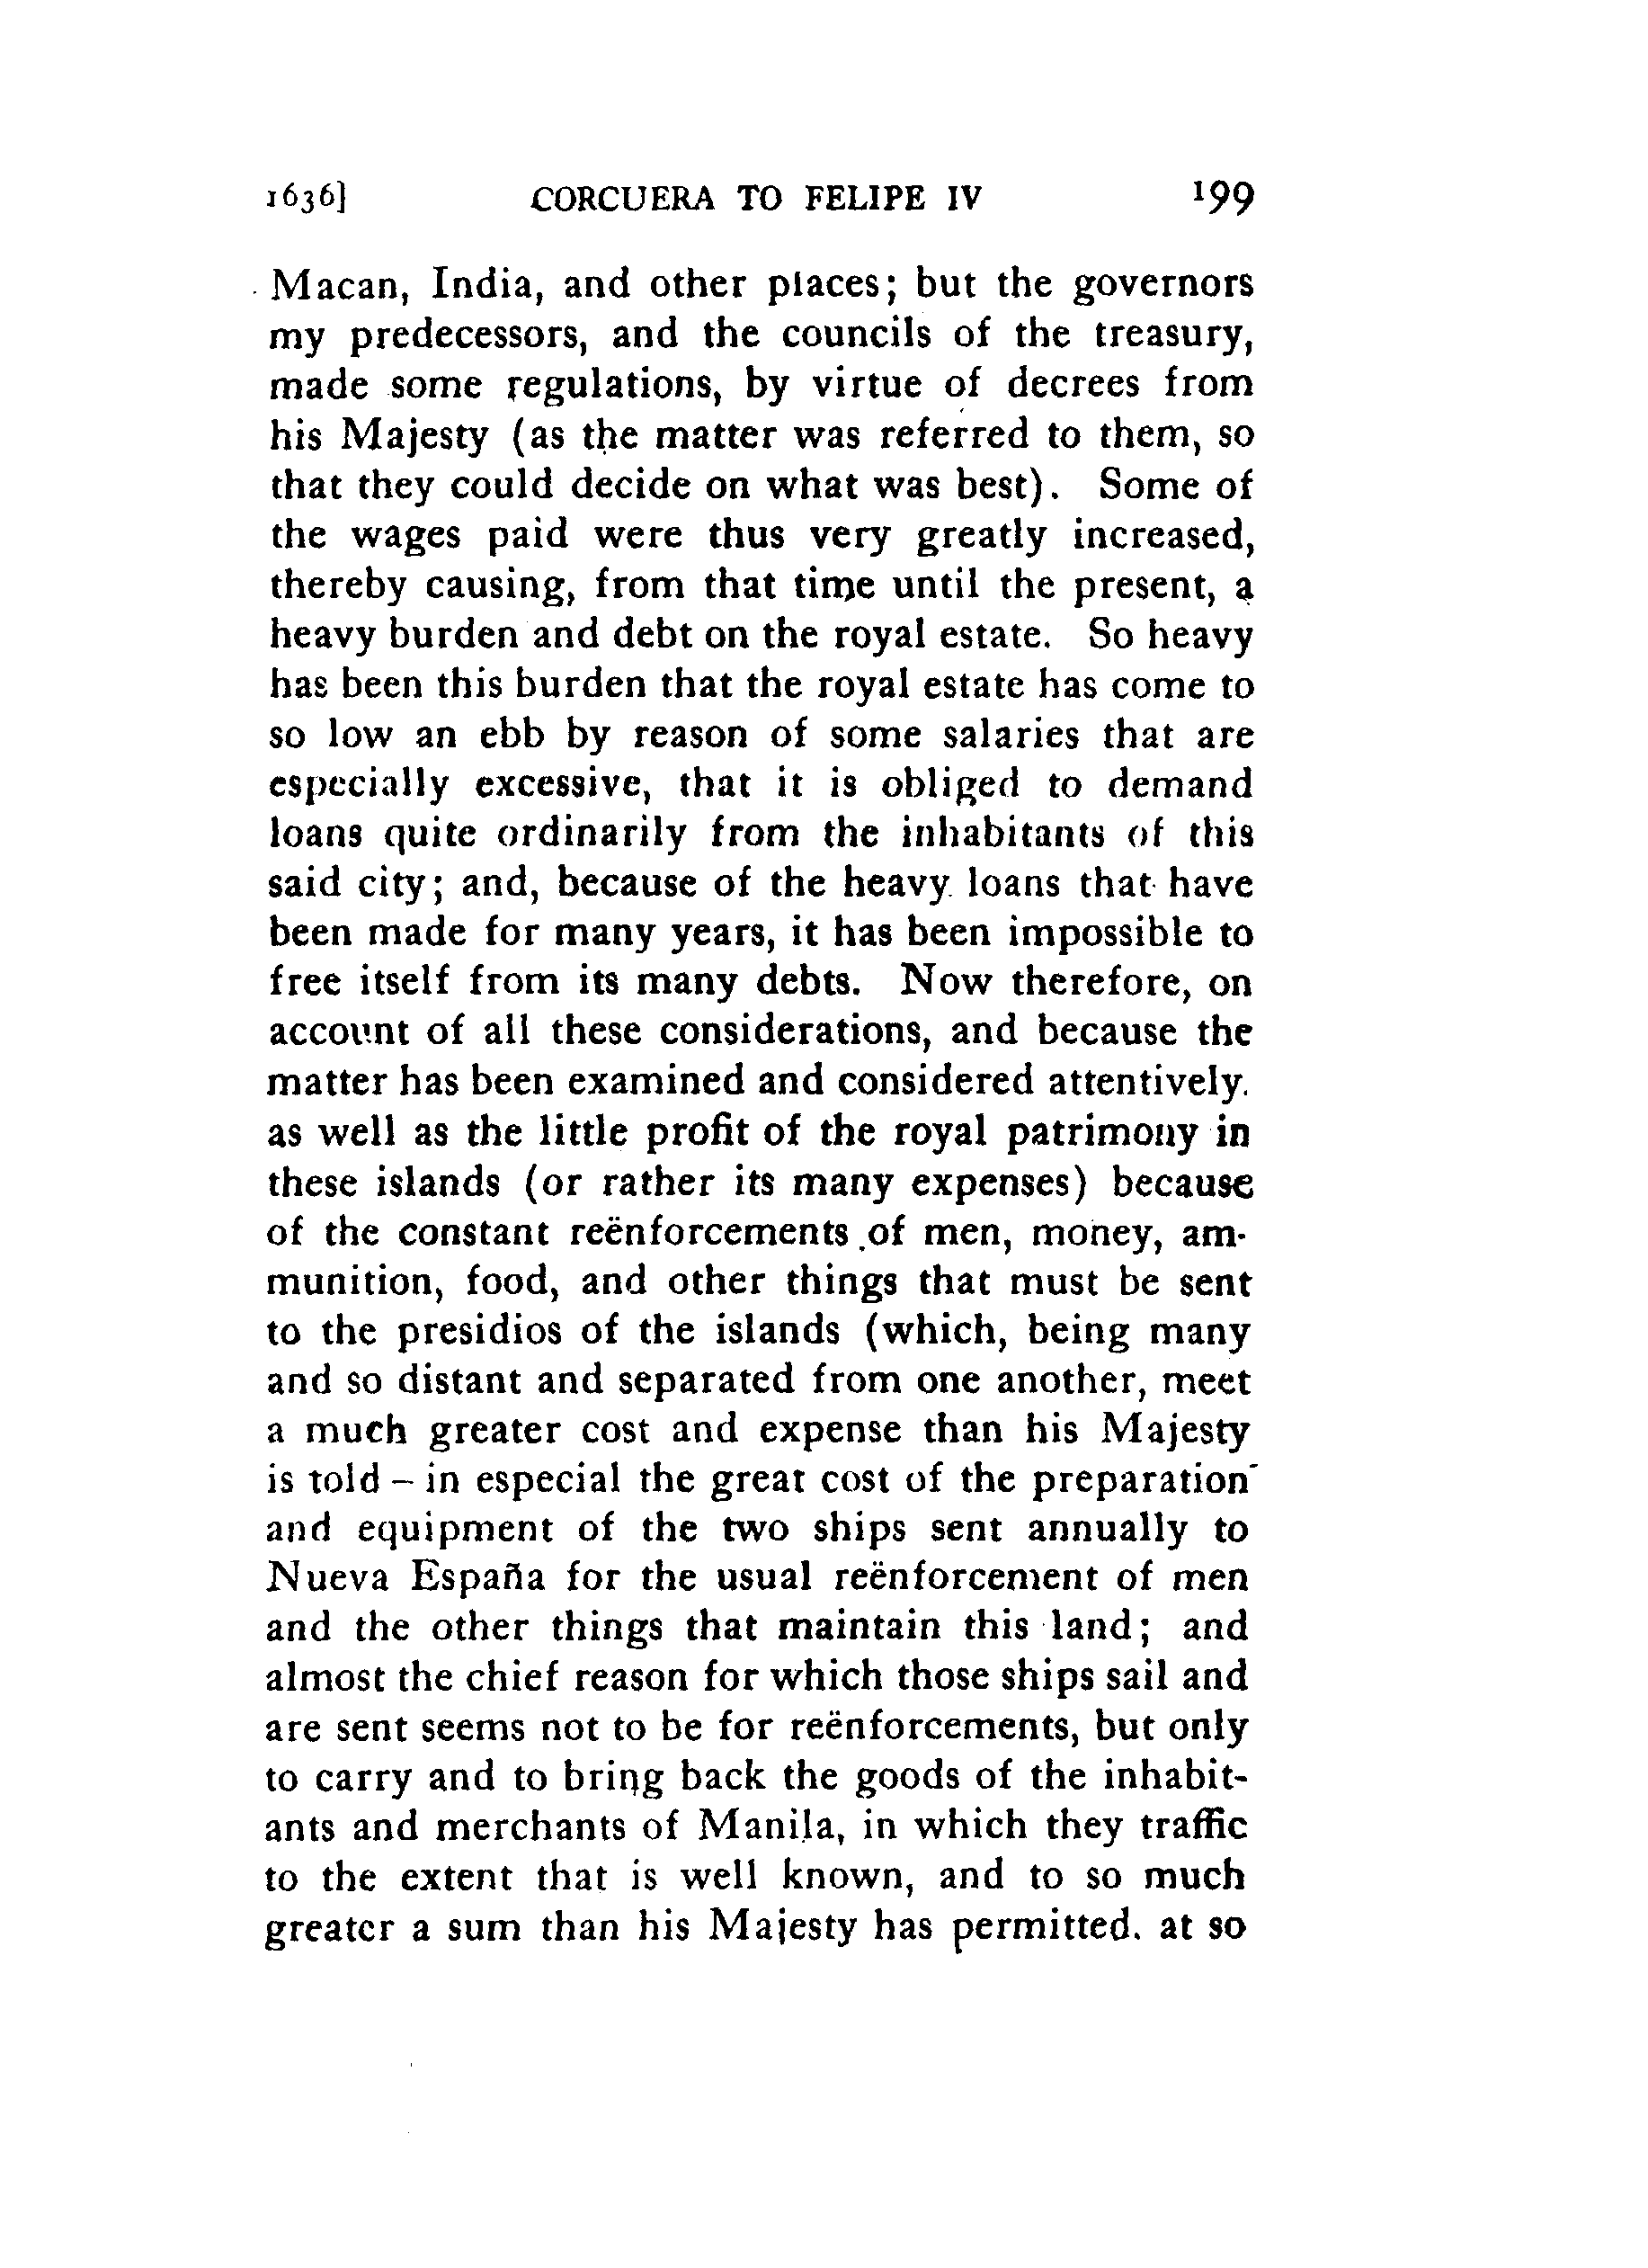 1636] CORCUERA TO FELIPE IV 199
Macan, India, and other places; but the governors
my predecessors, and the councils of the treasury,
made some regulations, by virtue of decrees from
his Majesty (as the matter was referred to them, so
that they could decide on what was best). Some of
the wages paid were thus very greatly increased,
thereby causing, from that time until the present, a
heavy burden and debt on the royal estate. So heavy
has been this burden that the royal estate has come to
so low an ebb by reason of some salaries that are
especially excessive, that it is obliged to demand
loans quite ordinarily from the inhabitants of this
said city; and, because of the heavy loans that have
been made for many years, it has been impossible to
free itself from its many debts. Now therefore, on
account of all these considerations, and because the
matter has been examined and considered attentively.
as well as the little profit of the royal patrimony in
these islands (or rather its many expenses) because
of the constant reënforcements of men, money, am-
munition, food, and other things that must be sent
to the presidios of the islands (which, being many
and so distant and separated from one another, meet
a much greater cost and expense than his Majesty
is told – in especial the great cost of the preparation
and equipment of the two ships sent annually to
Nueva España for the usual reënforcement of men
and the other things that maintain this land; and
almost the chief reason for which those ships sail and
are sent seems not to be for reënforcements, but only
to carry and to bring back the goods of the inhabit-
ants and merchants of Manila, in which they traffic
to the extent that is well known, and to so much
greater a sum than his Majesty has permitted. at so